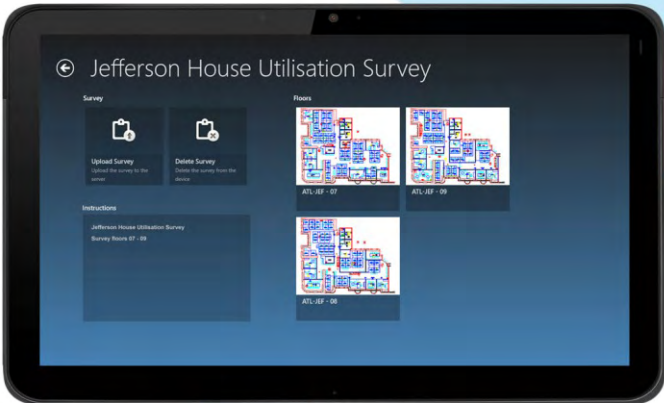 Jefferson House Utilisation Survey
Survey
Upload Survey
Upload the survey to the
server
Delete Survey
Delete the survey from the
device
Instructions
Jefferson House Utilisation Survey
Survey floors 07 - 09
Floors
ATL-JEF - 07
ATL-JEF - 09
ATL-JEF - 08